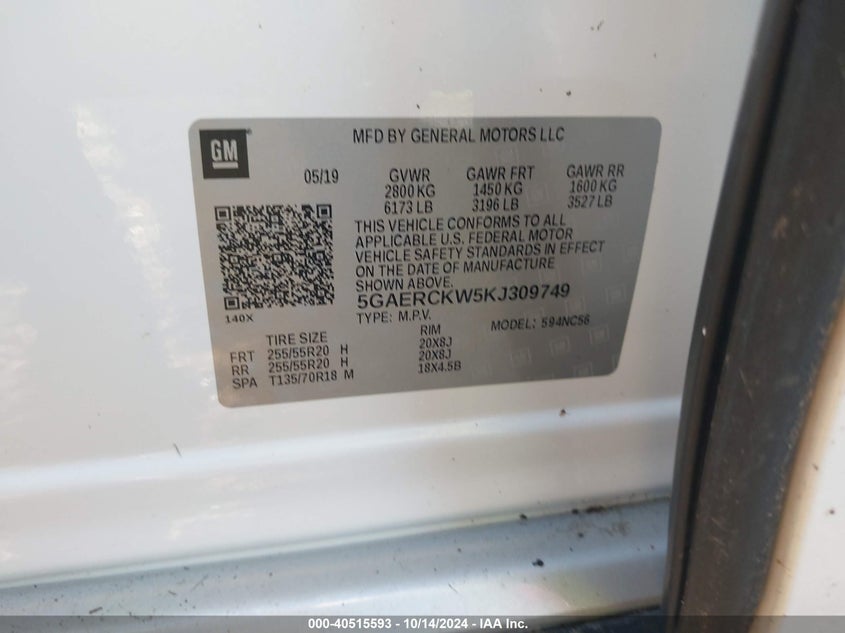 GM
MFD BY GENERAL MOTORS LLC
05/19 GVWR GAWR FRT GAWR RR
2800 KG 1450 KG 1600 KG
6173 LB 3196 LB 3527 LB
THIS VEHICLE CONFORMS TO ALL
APPLICABLE U.S. FEDERAL MOTOR
VEHICLE SAFETY STANDARDS IN EFFECT
ON THE DATE OF MANUFACTURE
SHOWN ABOVE.
5GAERCKW5KJ309749
140X
TYPE: M.P.V. MODEL: 594NC56
TIRE SIZE RIM
FRT 255/55R20 H 20X8J
RR 255/55R20 H 20X8J
SPA T135/70R18 M 18X4.5B
000-40515593 - 10/14/2024 - IAA Inc.